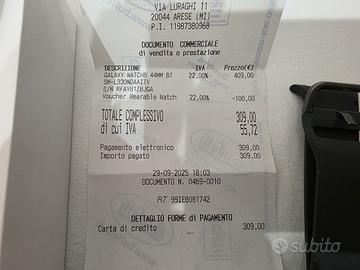 VIA LURAGHI 11
20044 ARESE (MI)
P.I. 11987380968
DOCUMENTO COMMERCIALE
di vendita o prestazione
DESCRIZIONE IVA Prezzo(€)
GALAXY WATCH8 44MM BT 22,00% 409,00
SM-L330NDAAITV
S/N RFAY81ZBJGA
Voucher Wearable Watch 22,00% -100,00
TOTALE COMPLESSIVO 309,00
di cui IVA 55,72
Pagamento elettronico 309,00
Importo pagato 309,00
29-09-2025 18:03
DOCUMENTO N. 0469-0010
RT 99IEB081742
DETTAGLIO FORME di PAGAMENTO
Carta di credito 309,00
subito